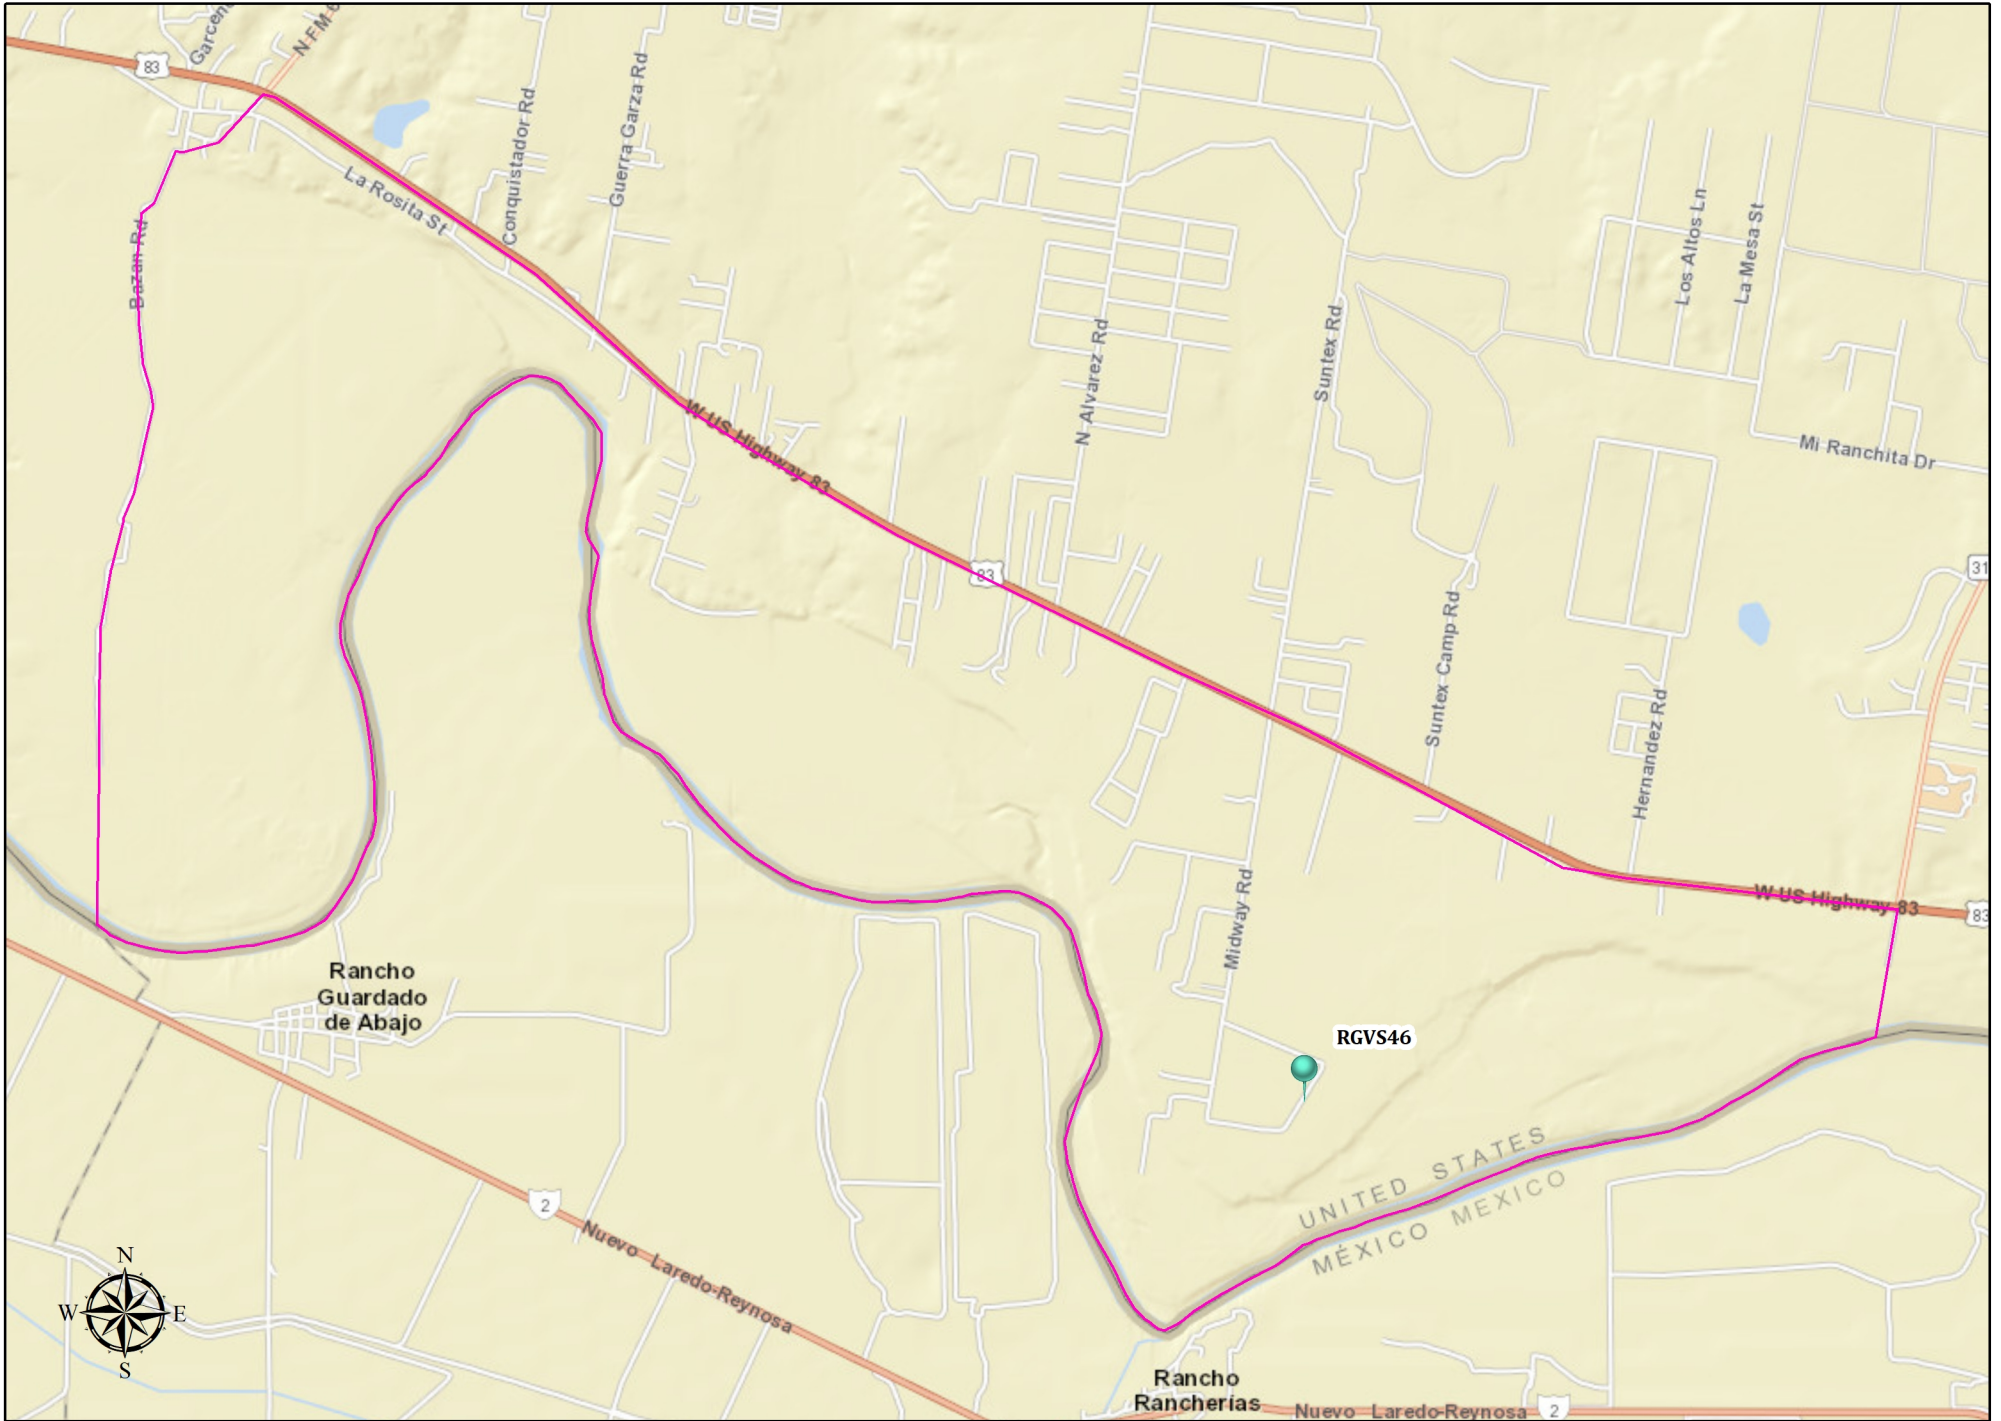 Garceno
N FM 6
83
Conquistador Rd
Guerra Garza Rd
La Rosita St
Bazan Rd
Los Altos Ln
La Mesa St
Suntex Rd
N Alvarez Rd
W US Highway 83
Mi Ranchita Dr
83
31
Suntex Camp Rd
Hernandez Rd
W US Highway 83
83
Midway Rd
Rancho
Guardado
de Abajo
RGVS46
UNITED STATES
MÉXICO MEXICO
2
Nuevo Laredo-Reynosa
N
W E
S
Rancho
Rancherías
Nuevo Laredo-Reynosa
2